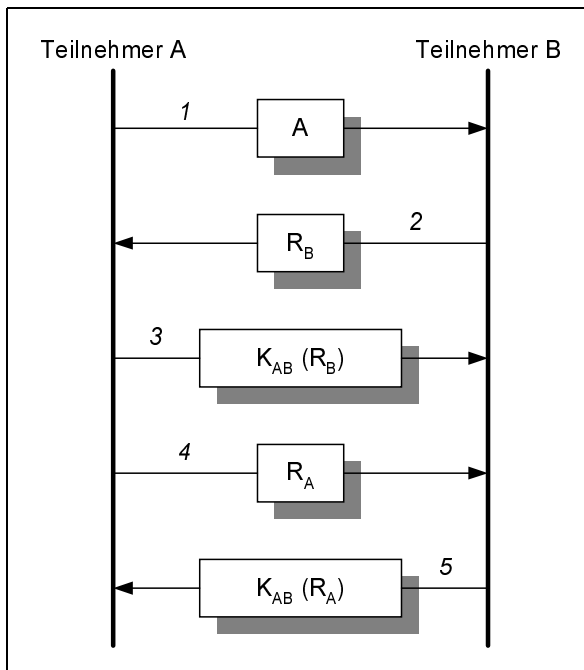 Teilnehmer A Teilnehmer B
1 A
R_B 2
3 K_AB (R_B)
4 R_A
K_AB (R_A) 5